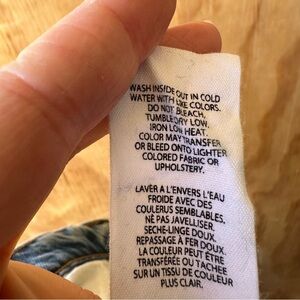 WASH INSIDE OUT IN COLD
WATER WITH LIKE COLORS.
DO NOT BLEACH.
TUMBLE DRY LOW.
IRON LOW HEAT.
COLOR MAY TRANSFER
OR BLEED ONTO LIGHTER
COLORED FABRIC OR
UPHOLSTERY.
LAVER A L'ENVERS L'EAU
FROIDE AVEC DES
COULERUS SEMBLABLES.
NE PAS JAVELLISER.
SECHE-LINGE DOUX.
REPASSAGE A FER DOUX.
LA COULEUR PEUT ETRE
TRANSFÉRÉE OU TACHEE
SUR UN TISSU DE COULEUR
PLUS CLAIR.